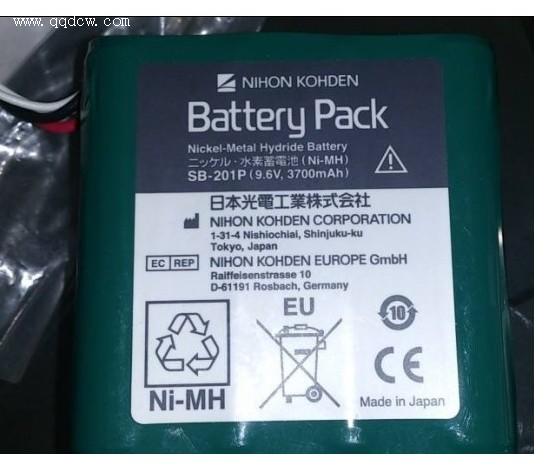 www.qqdcw.com
NIHON KOHDEN
Battery Pack
Nickel-Metal Hydride Battery
ニッケル・水素蓄電池 (Ni-MH)
SB-201P (9.6V, 3700mAh)
日本光電工業株式会社
NIHON KOHDEN CORPORATION
1-31-4 Nishiochiai, Shinjuku-ku
Tokyo, Japan
EC REP NIHON KOHDEN EUROPE GmbH
Raiffeisenstrasse 10
D-61191 Rosbach, Germany
EU
10
Ni-MH
CE
Made in Japan